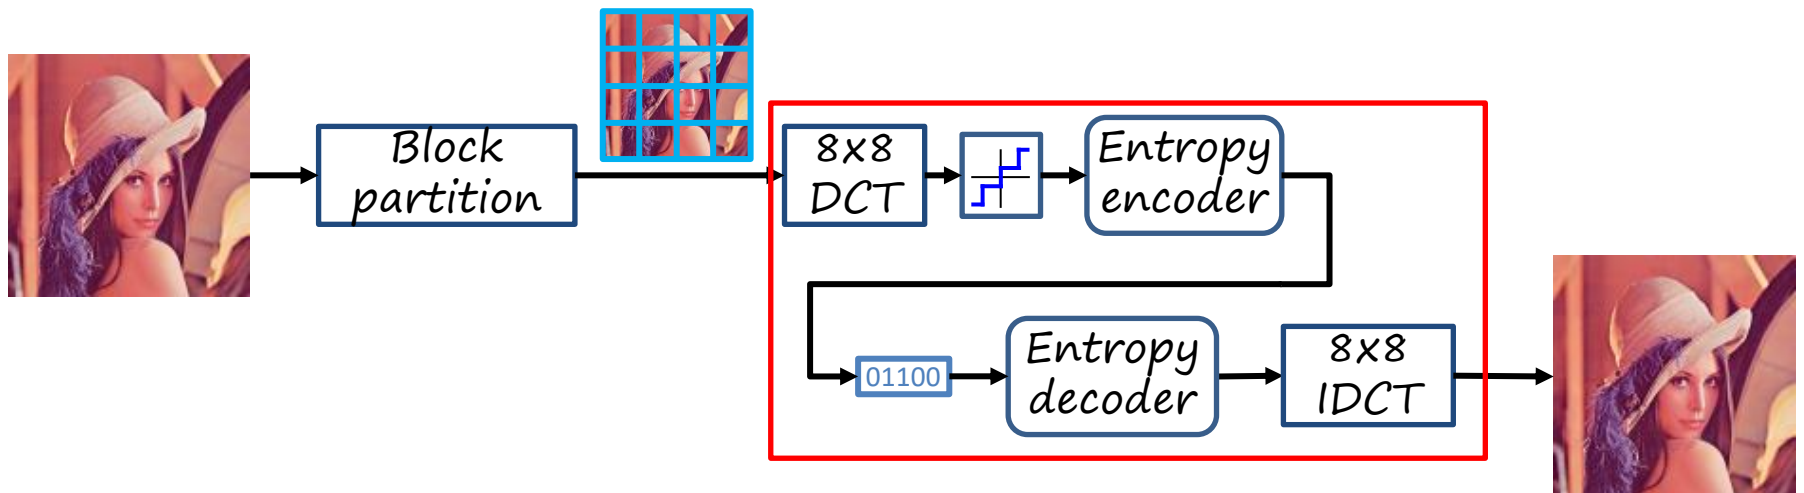 Block
partition
8x8
DCT
Entropy
encoder
01100
Entropy
decoder
8x8
IDCT